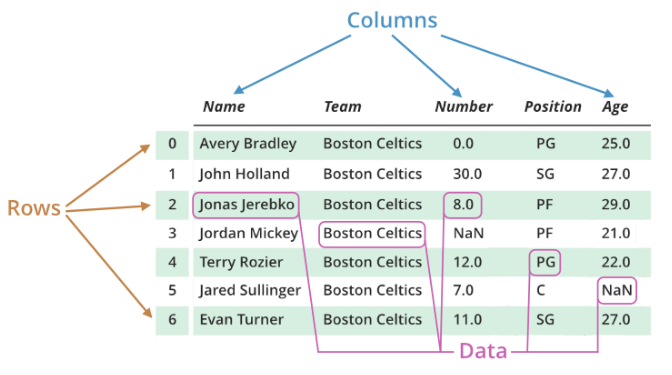 Columns
Name Team Number Position Age
0 Avery Bradley Boston Celtics 0.0 PG 25.0
1 John Holland Boston Celtics 30.0 SG 27.0
2 Jonas Jerebko Boston Celtics 8.0 PF 29.0
Rows
3 Jordan Mickey Boston Celtics NaN PF 21.0
4 Terry Rozier Boston Celtics 12.0 PG 22.0
5 Jared Sullinger Boston Celtics 7.0 C NaN
6 Evan Turner Boston Celtics 11.0 SG 27.0
Data